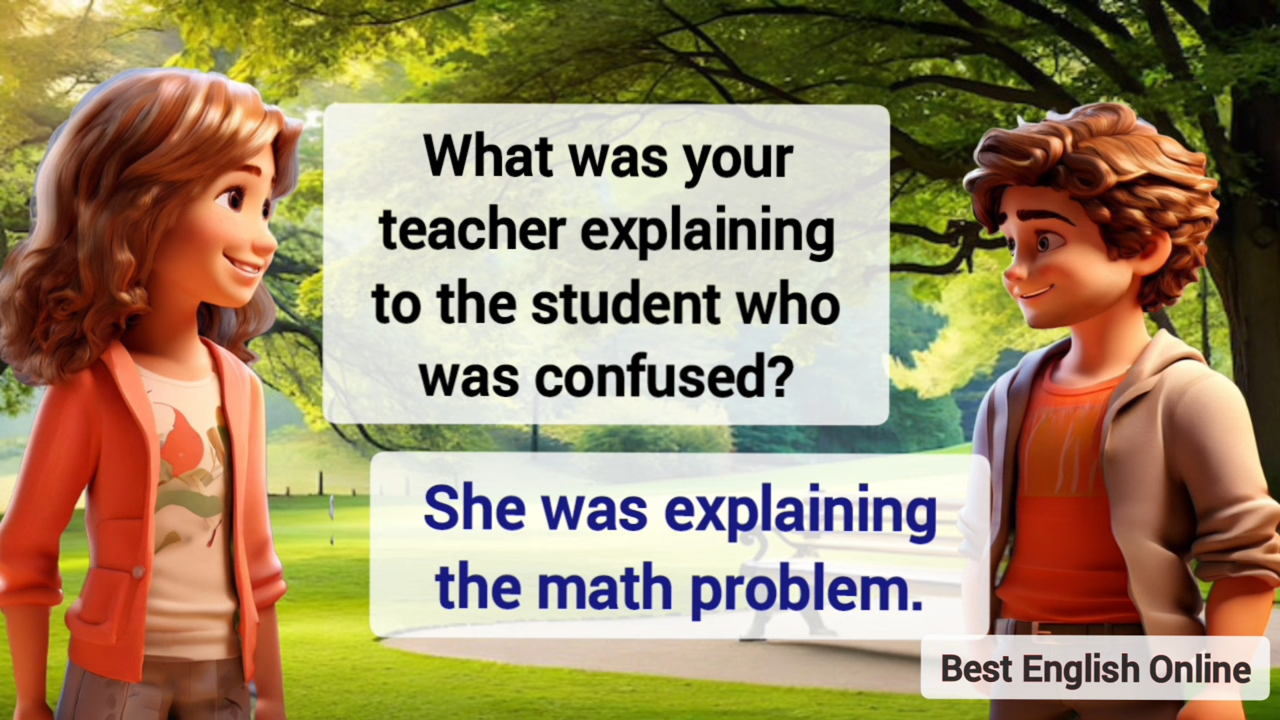 What was your
teacher explaining
to the student who
was confused?
She was explaining
the math problem.
Best English Online